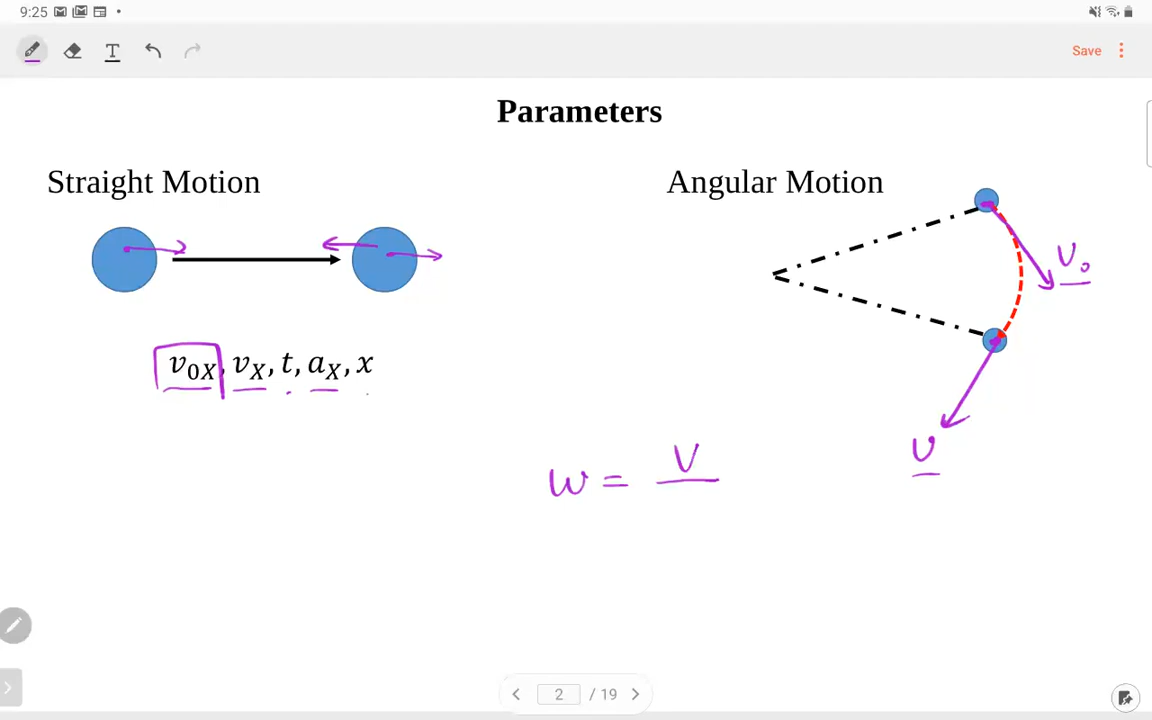 9:25
Save
Parameters
Straight Motion
Angular Motion
v₀
v₀X, vX, t, aX, x
v
w = v
2 / 19